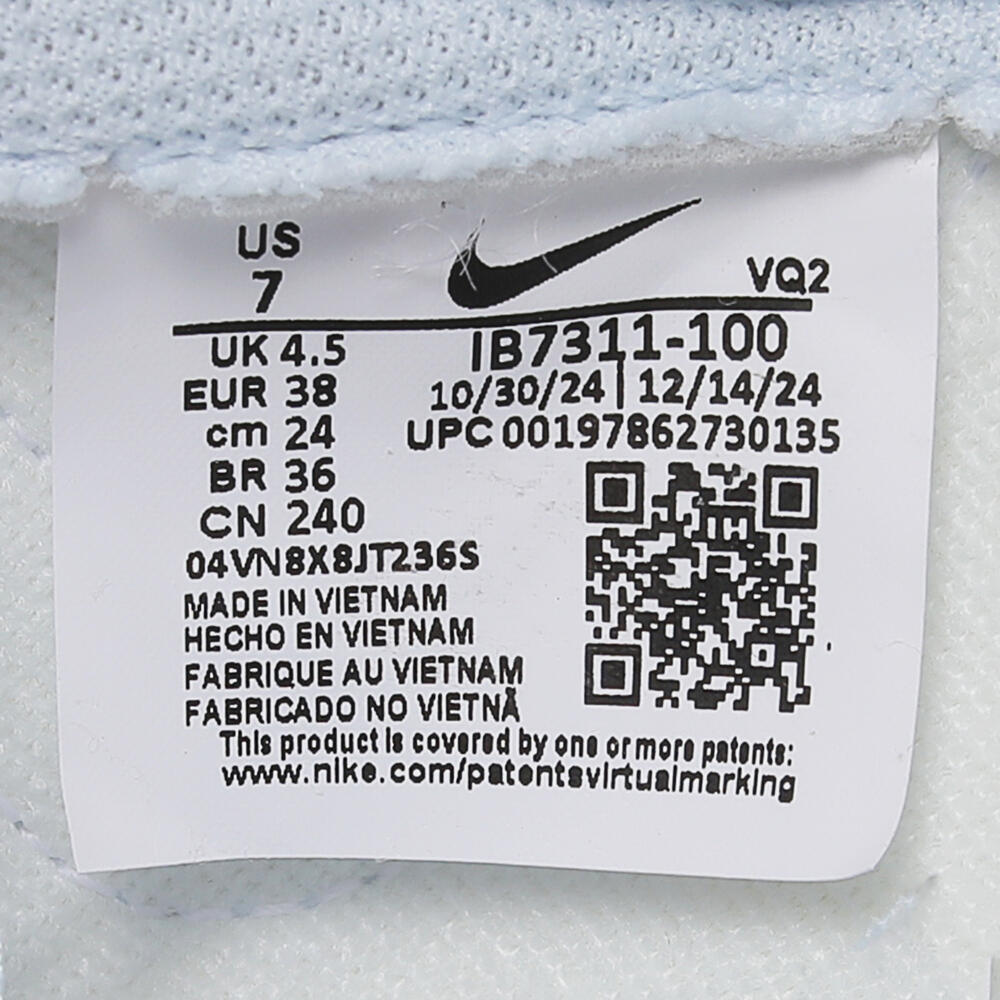 US
7
VQ2
UK 4.5
IB7311-100
EUR 38
10/30/24 | 12/14/24
cm 24
UPC 00197862730135
BR 36
CN 240
04VN8X8JT236S
MADE IN VIETNAM
HECHO EN VIETNAM
FABRIQUE AU VIETNAM
FABRICADO NO VIETNÃ
This product is covered by one or more patents:
www.nike.com/patentsvirtualmarking